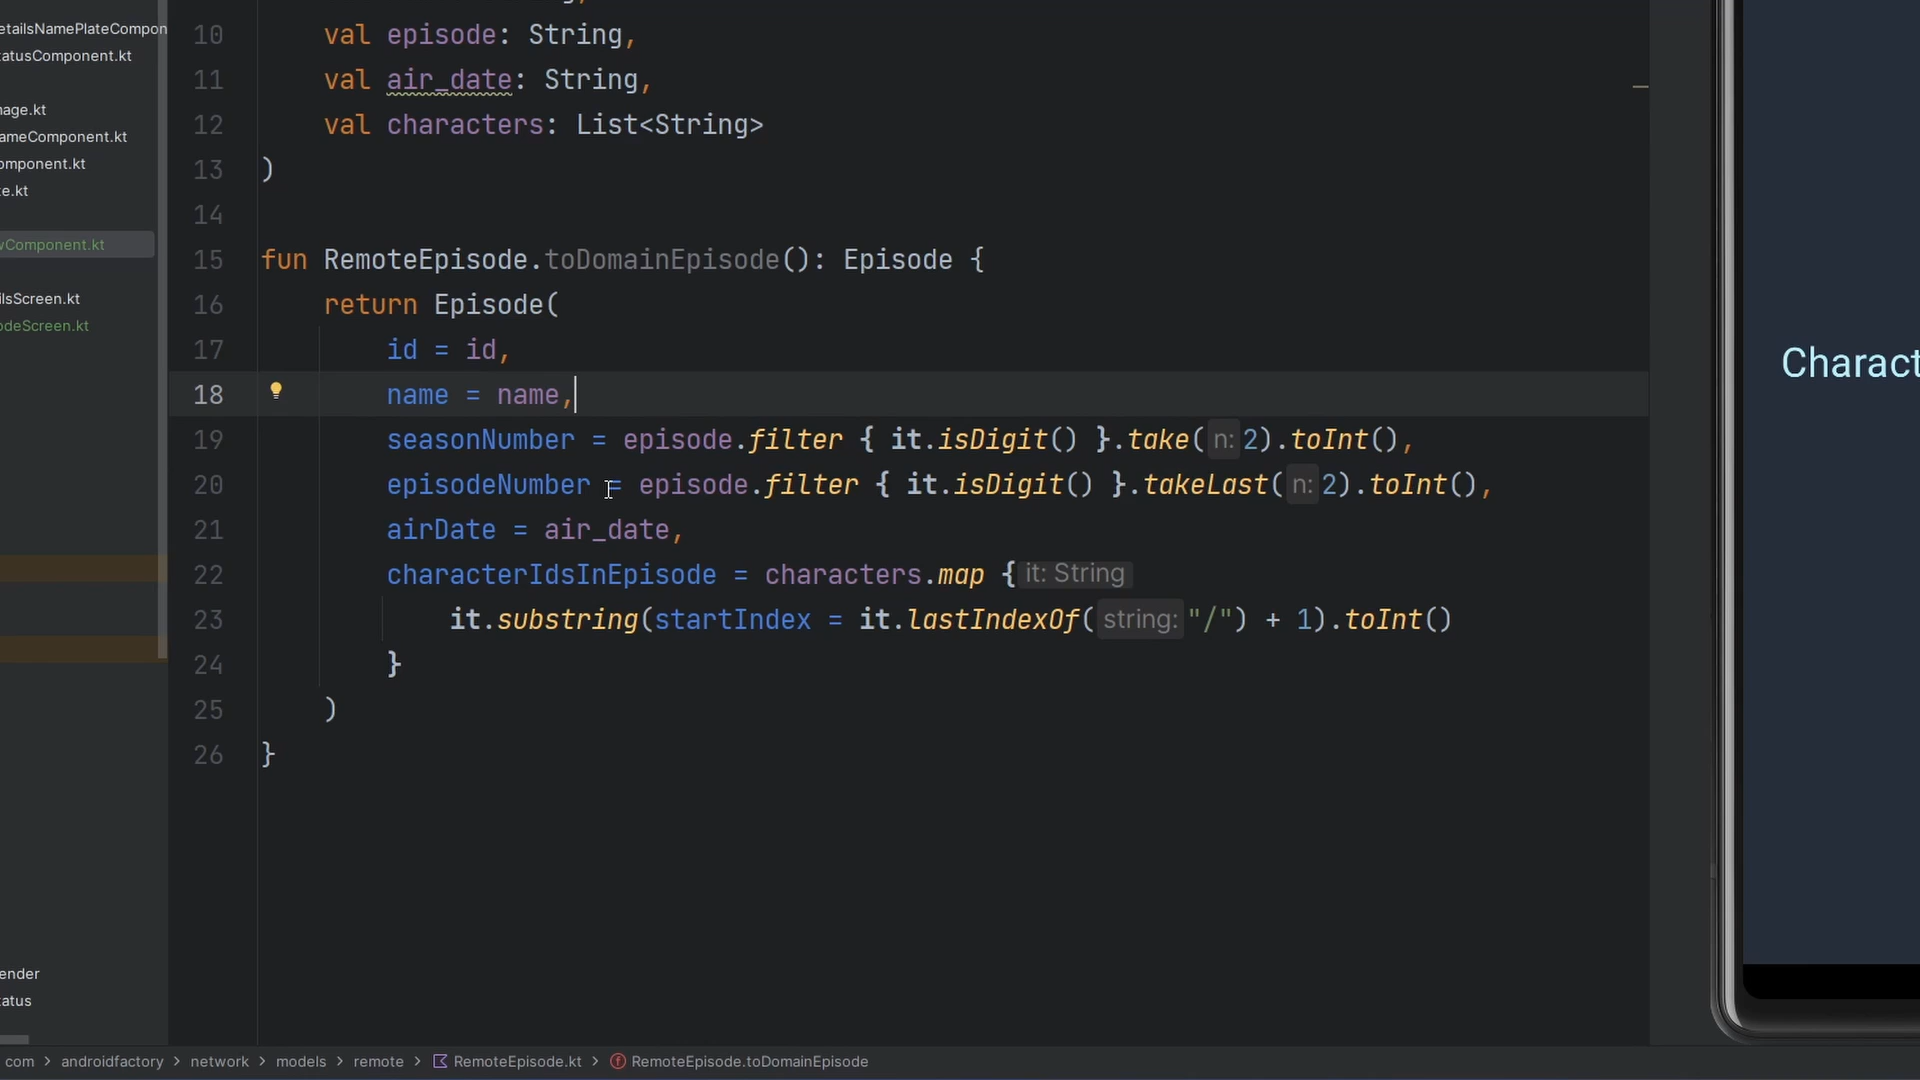 etailsNamePlateCompon
atusComponent.kt
nage.kt
ameComponent.kt
omponent.kt
te.kt
wComponent.kt
ilsScreen.kt
odeScreen.kt
ender
atus
10 val episode: String,
11 val air_date: String,
12 val characters: List<String>
13 )
14
15 fun RemoteEpisode.toDomainEpisode(): Episode {
16 return Episode(
17 id = id,
18 name = name,
19 seasonNumber = episode.filter { it.isDigit() }.take( n: 2).toInt(),
20 episodeNumber = episode.filter { it.isDigit() }.takeLast( n: 2).toInt(),
21 airDate = air_date,
22 characterIdsInEpisode = characters.map { it: String
23 it.substring(startIndex = it.lastIndexOf( string: "/") + 1).toInt()
24 }
25 )
26 }
Charact
com > androidfactory > network > models > remote > RemoteEpisode.kt > RemoteEpisode.toDomainEpisode